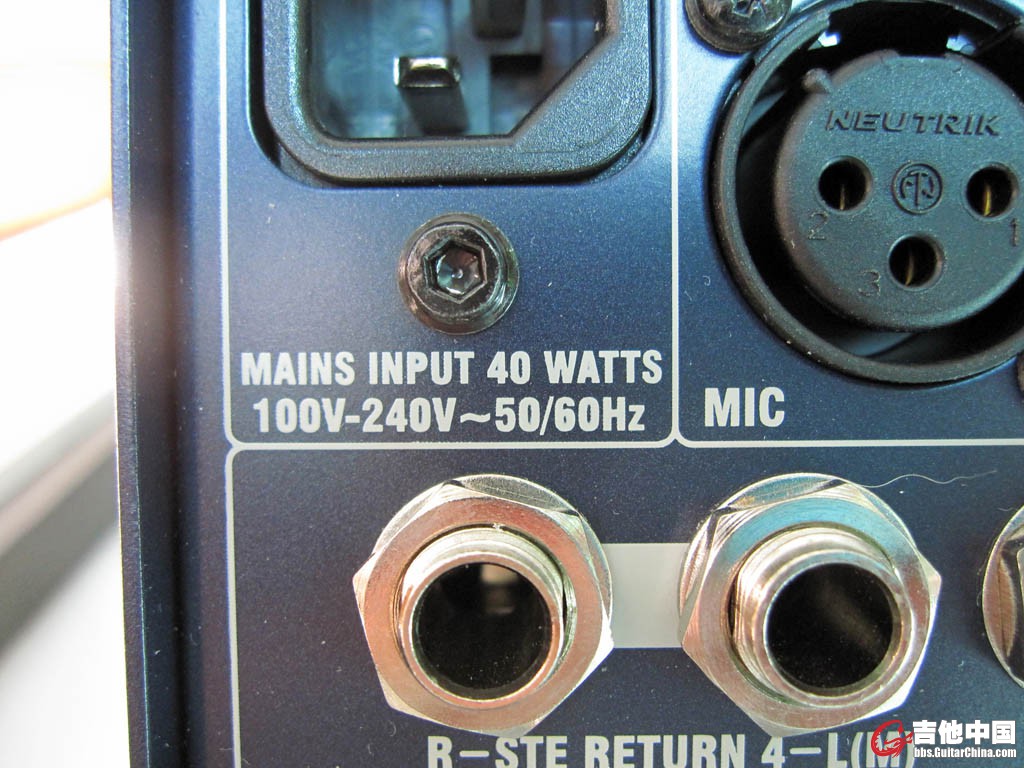 NEUTRIK
2
1
3
MAINS INPUT 40 WATTS
100V-240V~50/60Hz
MIC
R-STE RETURN 4-L(M)
吉他中国
bbs.GuitarChina.com